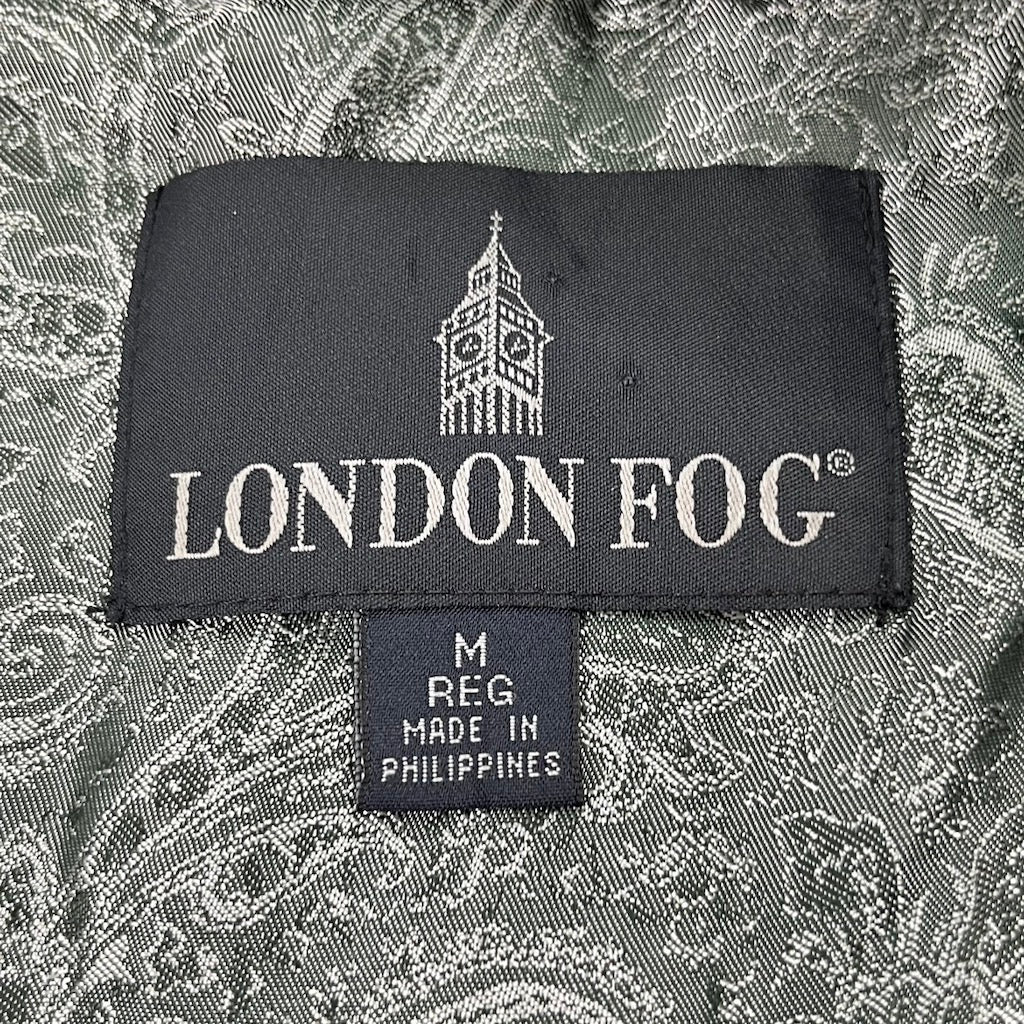 LONDON FOG®
M
REG
MADE IN
PHILIPPINES